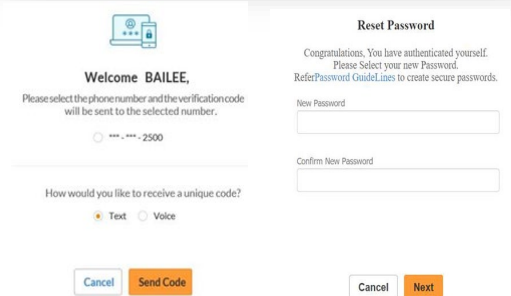 Welcome BAILEE,
Please select the phone number and the verification code
will be sent to the selected number.
***-***-2500
How would you like to receive a unique code?
Text Voice
Cancel Send Code
Reset Password
Congratulations, You have authenticated yourself.
Please Select your new Password.
ReferPassword GuideLines to create secure passwords.
New Password
Confirm New Password
Cancel Next